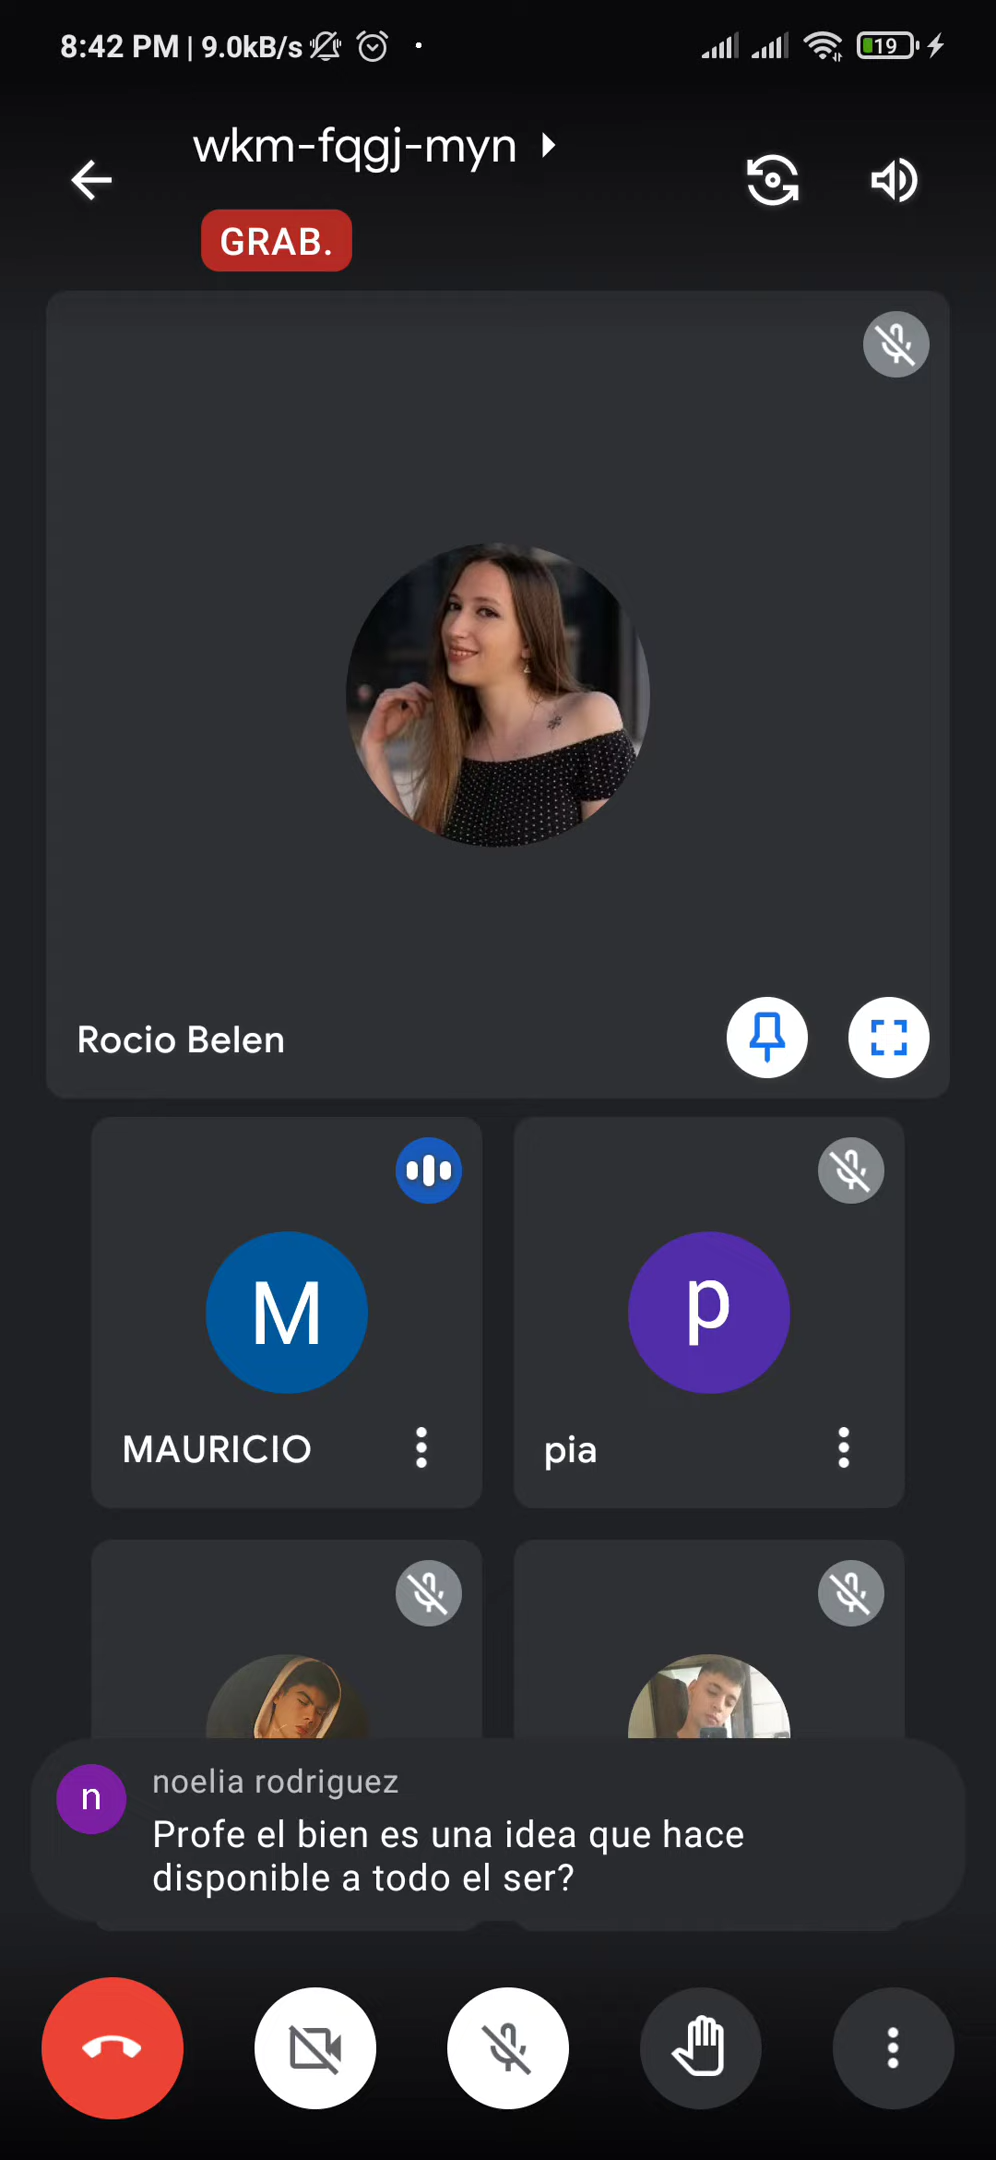 8:42 PM | 9.0kB/s
19
wkm-fqgj-myn
GRAB.
Rocio Belen
M
MAURICIO
p
pia
n
noelia rodriguez
Profe el bien es una idea que hace
disponible a todo el ser?